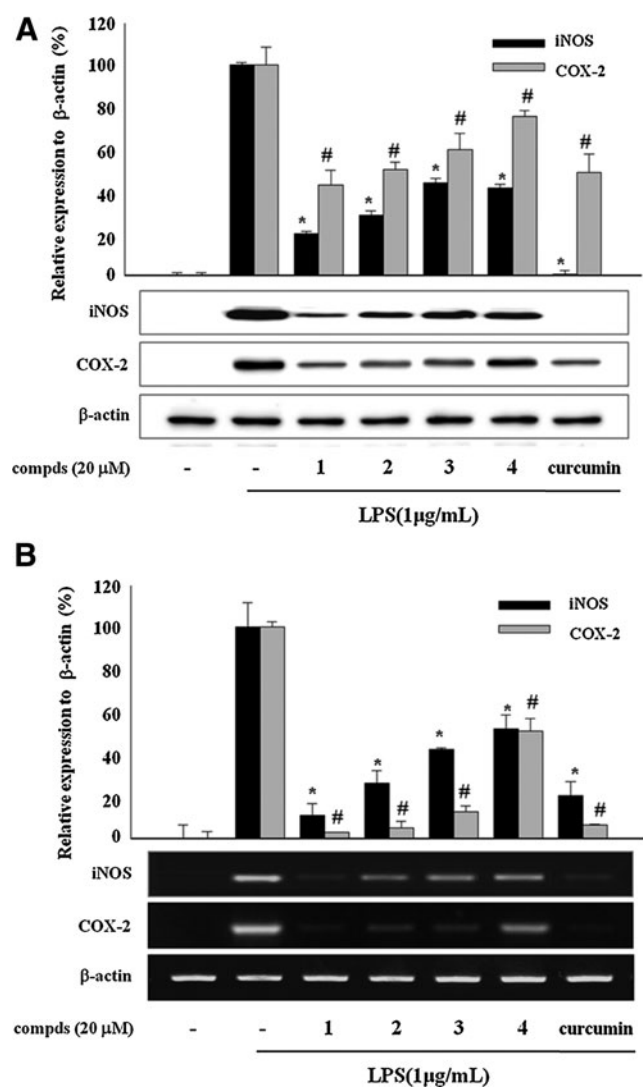 A
Relative expression to β-actin (%)
120
100
80
60
40
20
0
iNOS
COX-2
* # * # * # * # * #
iNOS
COX-2
β-actin
compds (20 μM) - - 1 2 3 4 curcumin
LPS(1μg/mL)
B
Relative expression to β-actin (%)
120
100
80
60
40
20
0
iNOS
COX-2
* # * # * # * # * #
iNOS
COX-2
β-actin
compds (20 μM) - - 1 2 3 4 curcumin
LPS(1μg/mL)